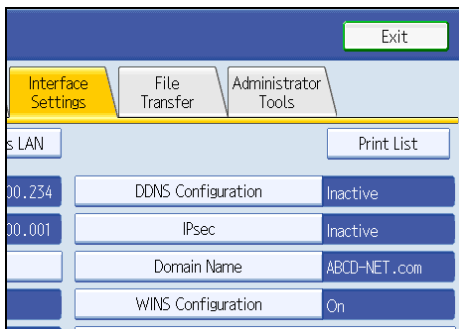 Exit
Interface Settings
File Transfer
Administrator Tools
s LAN
Print List
00.234
DDNS Configuration
Inactive
00.001
IPsec
Inactive
Domain Name
ABCD-NET.com
WINS Configuration
On